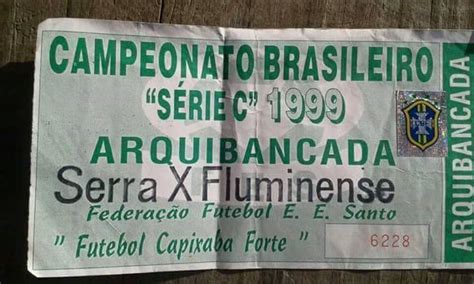 CAMPEONATO BRASILEIRO
"SÉRIE C" 1999
ARQUIBANCADA
Serra X Fluminense
Federação Futebol E. E. Santo
" Futebol Capixaba Forte "
6228
ARQUIBANCADA